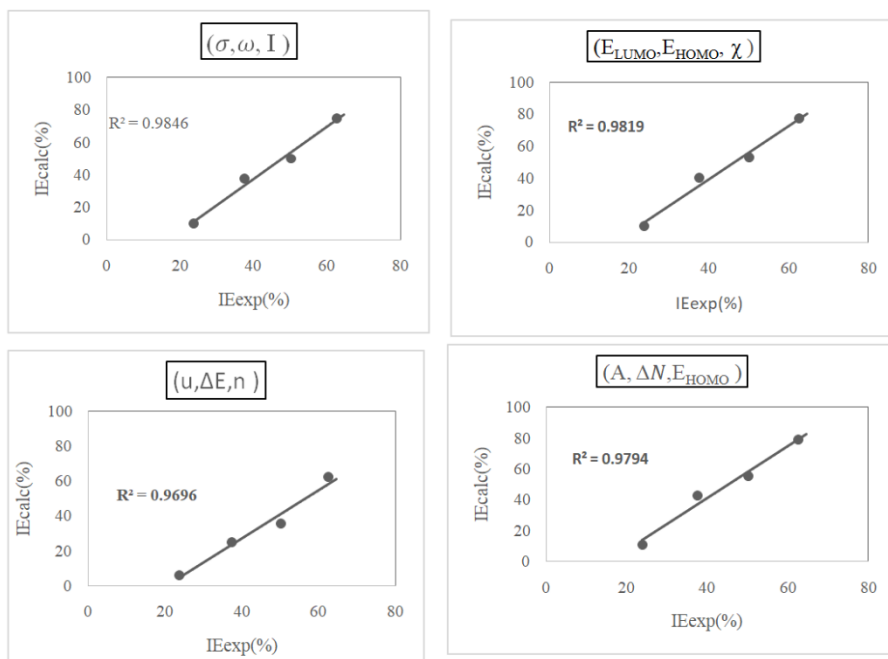 (σ,ω, I )
100
80
60
40
20
0
R² = 0.9846
IEcalc(%)
0 20 40 60 80
IEexp(%)
(E_LUMO,E_HOMO, χ)
100
80
60
40
20
0
R² = 0.9819
IEcalc(%)
0 20 40 60 80
IEexp(%)
(u,ΔE,n )
100
80
60
40
20
0
R² = 0.9696
IEcalc(%)
0 20 40 60 80
IEexp(%)
(A, ΔN,E_HOMO )
100
80
60
40
20
0
R² = 0.9794
IEcalc(%)
0 20 40 60 80
IEexp(%)